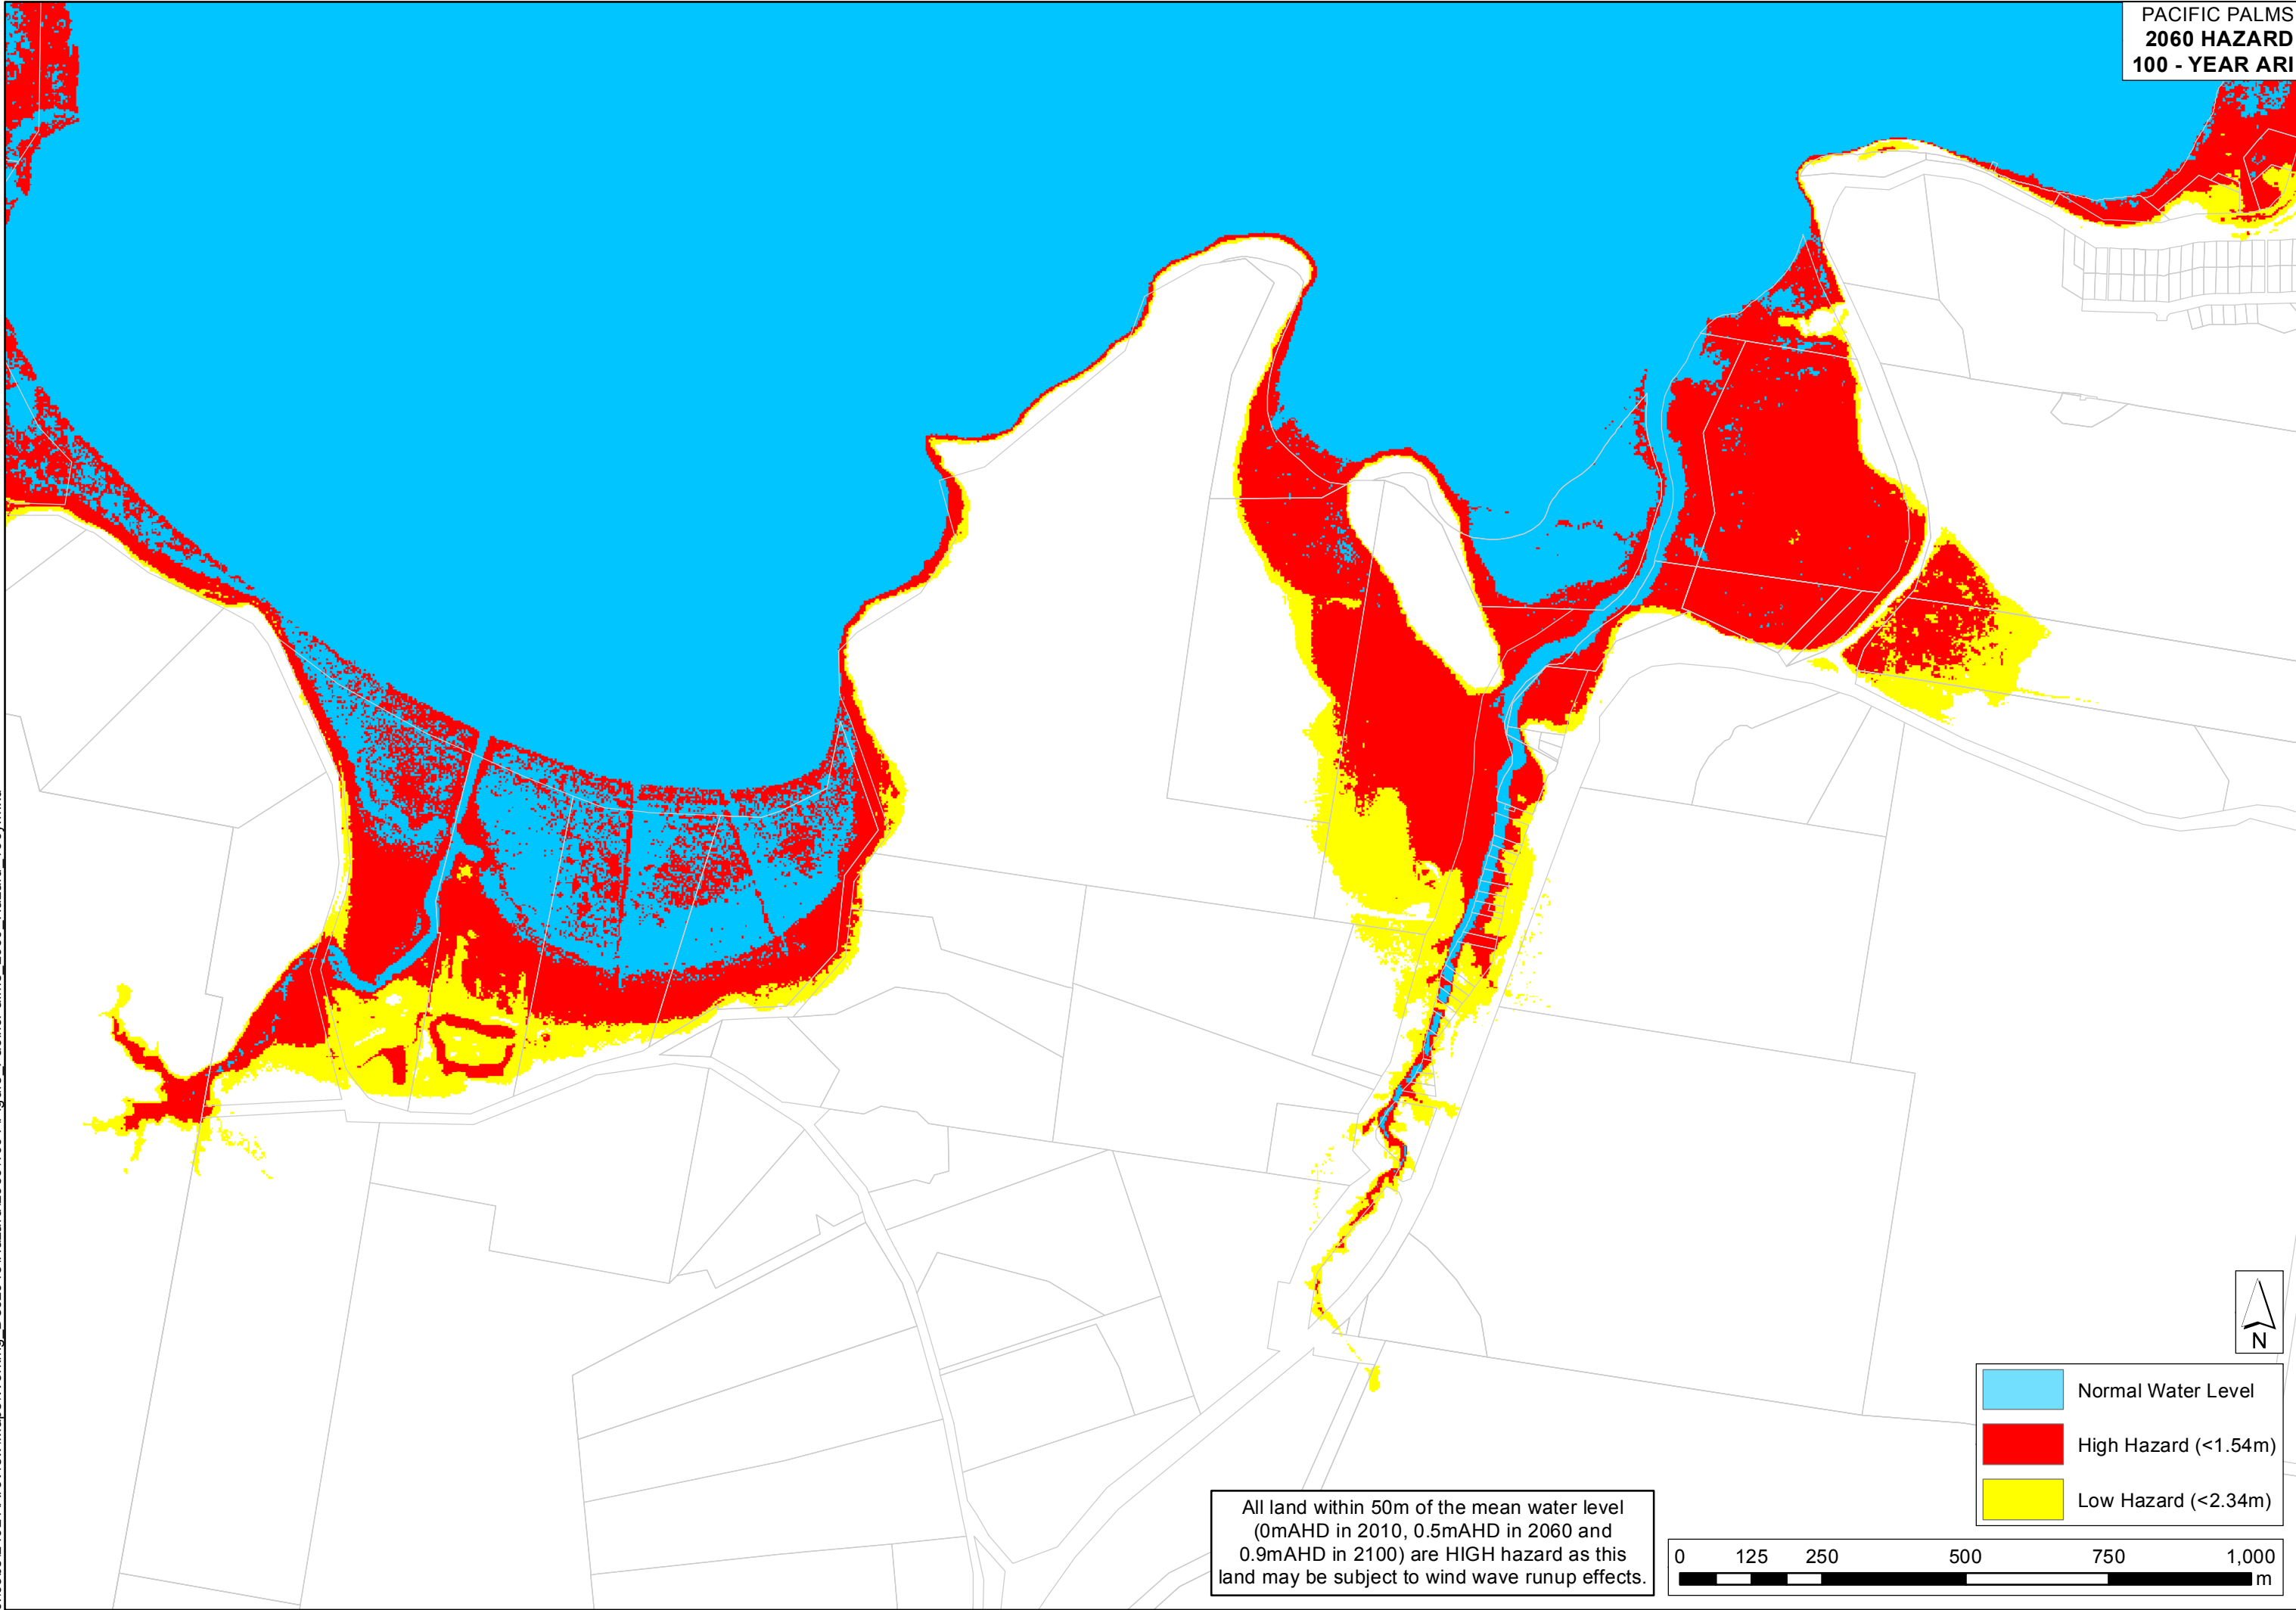 PACIFIC PALMS
2060 HAZARD
100 - YEAR ARI
N
Normal Water Level
High Hazard (<1.54m)
Low Hazard (<2.34m)
All land within 50m of the mean water level
(0mAHD in 2010, 0.5mAHD in 2060 and
0.9mAHD in 2100) are HIGH hazard as this
land may be subject to wind wave runup effects.
0 125 250 500 750 1,000
m